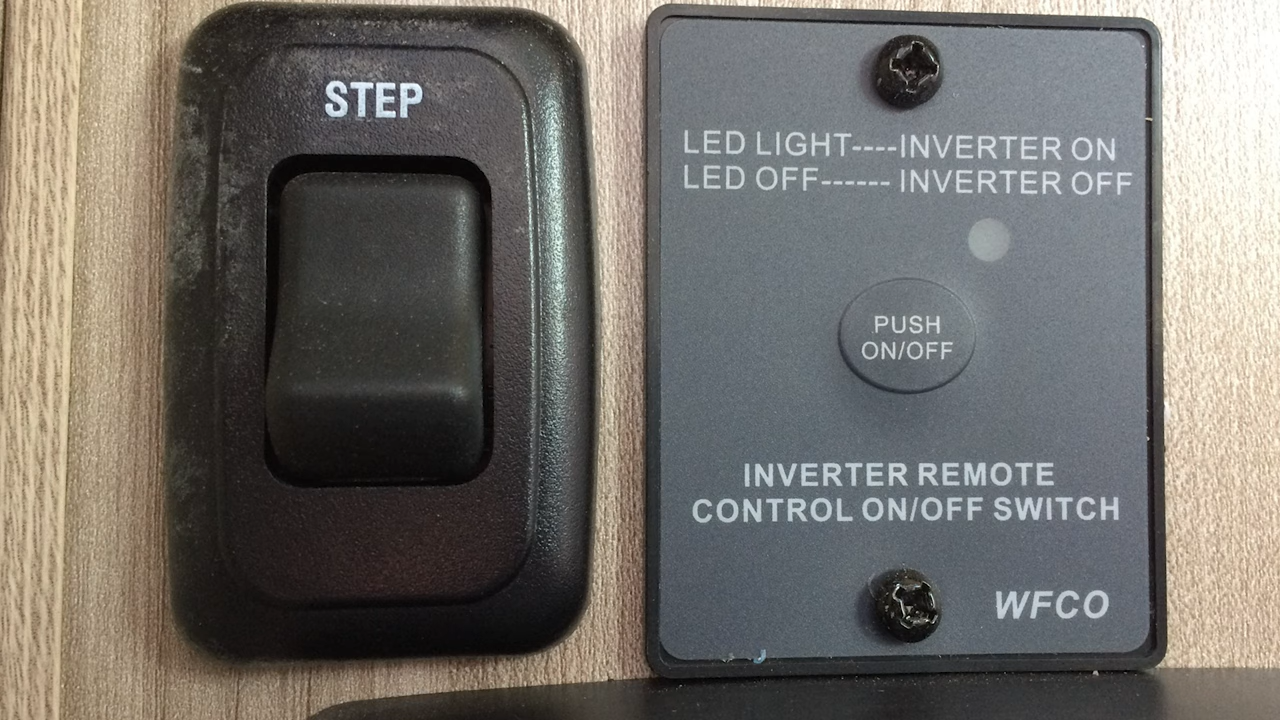 STEP
LED LIGHT----INVERTER ON
LED OFF------ INVERTER OFF
PUSH
ON/OFF
INVERTER REMOTE
CONTROL ON/OFF SWITCH
WFCO